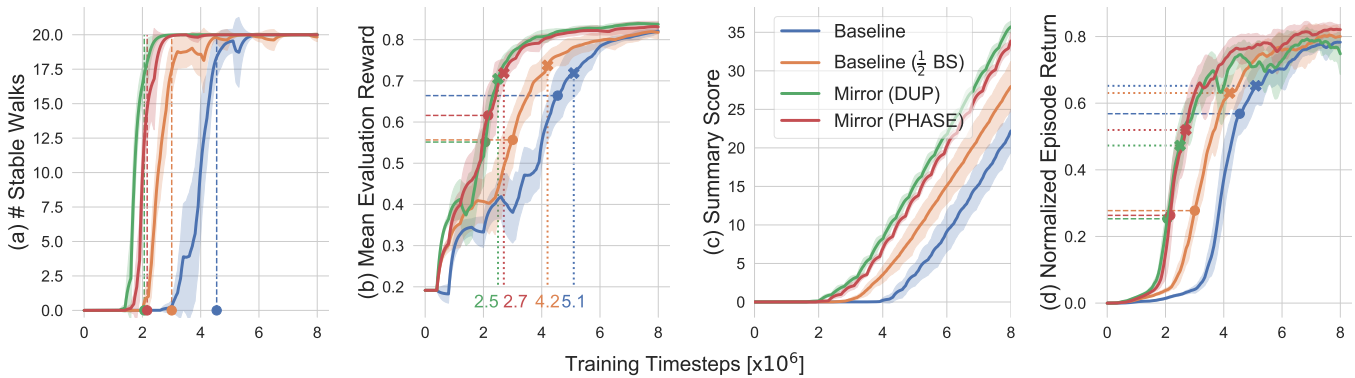 (a) # Stable Walks
20.0
17.5
15.0
12.5
10.0
7.5
5.0
2.5
0.0
0 2 4 6 8
(b) Mean Evaluation Reward
0.8
0.7
0.6
0.5
0.4
0.3
0.2
2.5 2.7 4.2 5.1
0 2 4 6 8
(c) Summary Score
35
30
25
20
15
10
5
0
Baseline
Baseline (½ BS)
Mirror (DUP)
Mirror (PHASE)
0 2 4 6 8
(d) Normalized Episode Return
0.8
0.6
0.4
0.2
0.0
0 2 4 6 8
Training Timesteps [x10⁶]